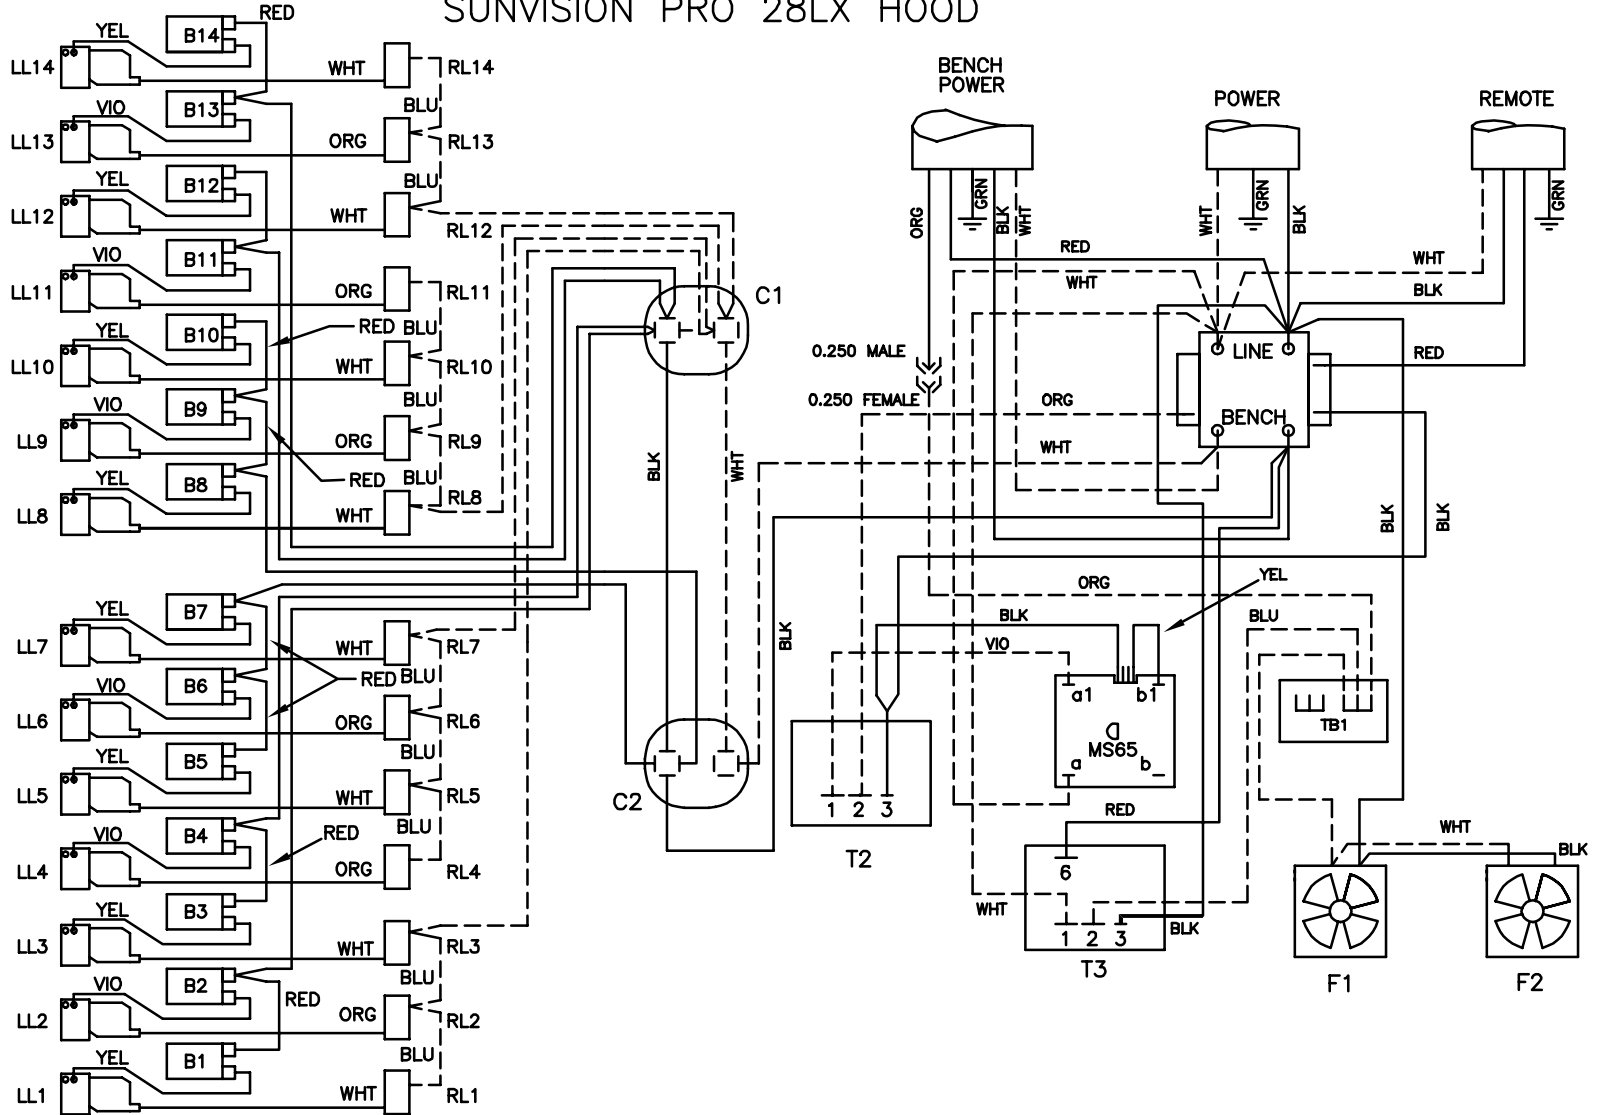 SUNVISION PRO 28LX HOOD
RED
YEL
B14
LL14
WHT
RL14
BLU
VIO
B13
LL13
ORG
RL13
BLU
YEL
B12
LL12
WHT
RL12
VIO
B11
LL11
ORG
RL11
RED
BLU
YEL
B10
LL10
WHT
RL10
BLU
VIO
B9
LL9
ORG
RL9
BLU
RED
YEL
B8
LL8
WHT
RL8
YEL
B7
LL7
WHT
RL7
RED
BLU
VIO
B6
LL6
ORG
RL6
BLU
YEL
B5
LL5
WHT
RL5
BLU
VIO
B4
RED
LL4
ORG
RL4
YEL
B3
LL3
WHT
RL3
BLU
VIO
B2
RED
LL2
ORG
RL2
BLU
YEL
B1
LL1
WHT
RL1
C1
BLK
WHT
C2
BLK
BENCH
POWER
POWER
REMOTE
ORG
GRN
BLK
WHT
WHT
GRN
BLK
GRN
RED
WHT
WHT
BLK
0.250 MALE
0.250 FEMALE
LINE
BENCH
RED
ORG
WHT
BLK
BLK
ORG
YEL
BLK
VIO
BLU
a1
b1
MS65
a
b
TB1
1 2 3
T2
RED
6
WHT
1 2 3
BLK
T3
WHT
BLK
F1
F2